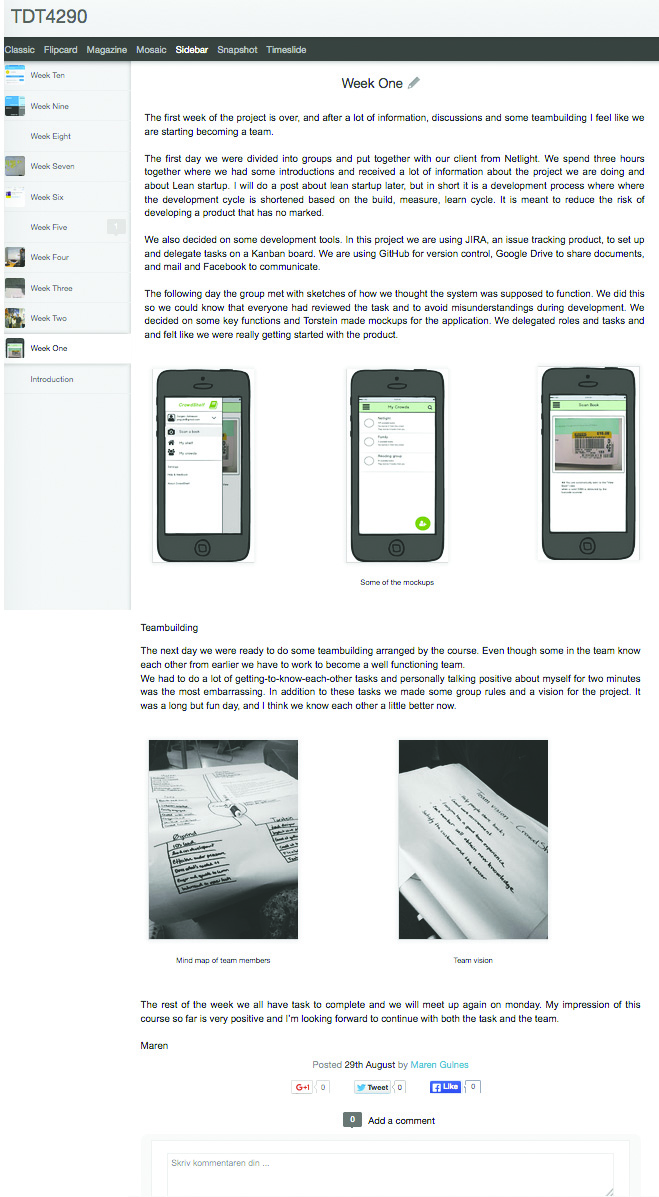 TDT4290
Classic Flipcard Magazine Mosaic Sidebar Snapshot Timeslide
Week Ten
Week Nine
Week Eight
Week Seven
Week Six
Week Five
Week Four
Week Three
Week Two
Week One
Introduction
Week One
The first week of the project is over, and after a lot of information, discussions and some teambuilding I feel like we
are starting becoming a team.
The first day we were divided into groups and put together with our client from Netlight. We spend three hours
together where we had some introductions and received a lot of information about the project we are doing and
about Lean startup. I will do a post about lean startup later, but in short it is a development process where where
the development cycle is shortened based on the build, measure, learn cycle. It is meant to reduce the risk of
developing a product that has no marked.
We also decided on some development tools. In this project we are using JIRA, an issue tracking product, to set up
and delegate tasks on a Kanban board. We are using GitHub for version control, Google Drive to share documents,
and mail and Facebook to communicate.
The following day the group met with sketches of how we thought the system was supposed to function. We did this
so we could know that everyone had reviewed the task and to avoid misunderstandings during development. We
decided on some key functions and Torstein made mockups for the application. We delegated roles and tasks and
and felt like we were really getting started with the product.
CrowdShelf
Scan a book
My shelf
My crowds
My Crowds
Netlight
Family
Reading group
Scan Book
Some of the mockups
Teambuilding
The next day we were ready to do some teambuilding arranged by the course. Even though some in the team know
each other from earlier we have to work to become a well functioning team.
We had to do a lot of getting-to-know-each-other tasks and personally talking positive about myself for two minutes
was the most embarrassing. In addition to these tasks we made some group rules and a vision for the project. It
was a long but fun day, and I think we know each other a little better now.
Øyvind
Torstein
Team vision
Mind map of team members
Team vision
The rest of the week we all have task to complete and we will meet up again on monday. My impression of this
course so far is very positive and I'm looking forward to continue with both the task and the team.
Maren
Posted 29th August by Maren Gulnes
G+1 0 Tweet 0 Like 0
0 Add a comment
Skriv kommentaren din ...